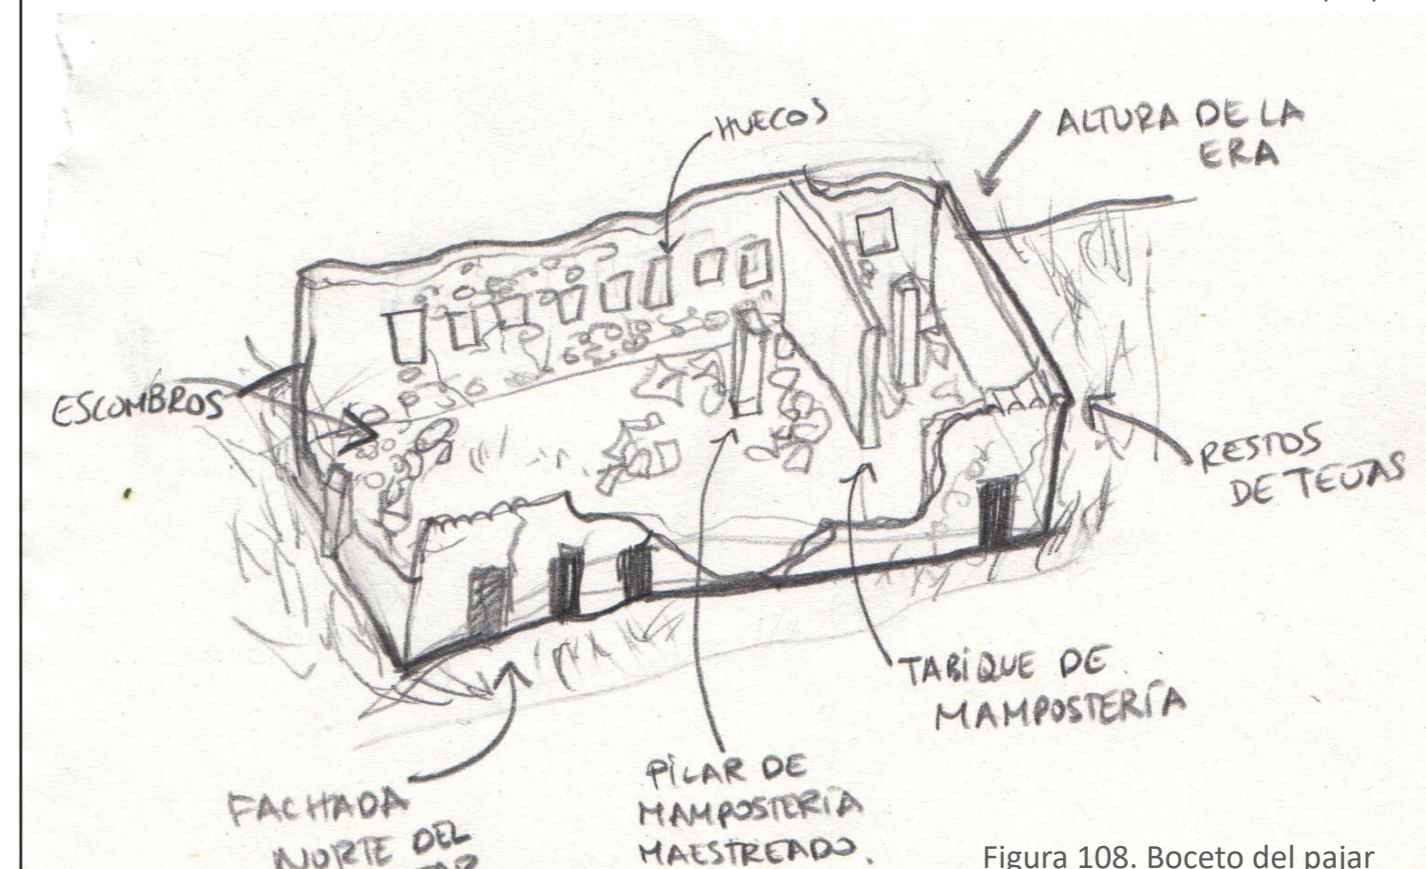 HUECOS
ALTURA DE LA
ERA
ESCOMBROS
RESTOS
DE TEJAS
TABIQUE DE
MAMPOSTERÍA
PILAR DE
MAMPOSTERÍA
MAESTREADO.
FACHADA
NORTE DEL
Figura 108. Boceto del pajar